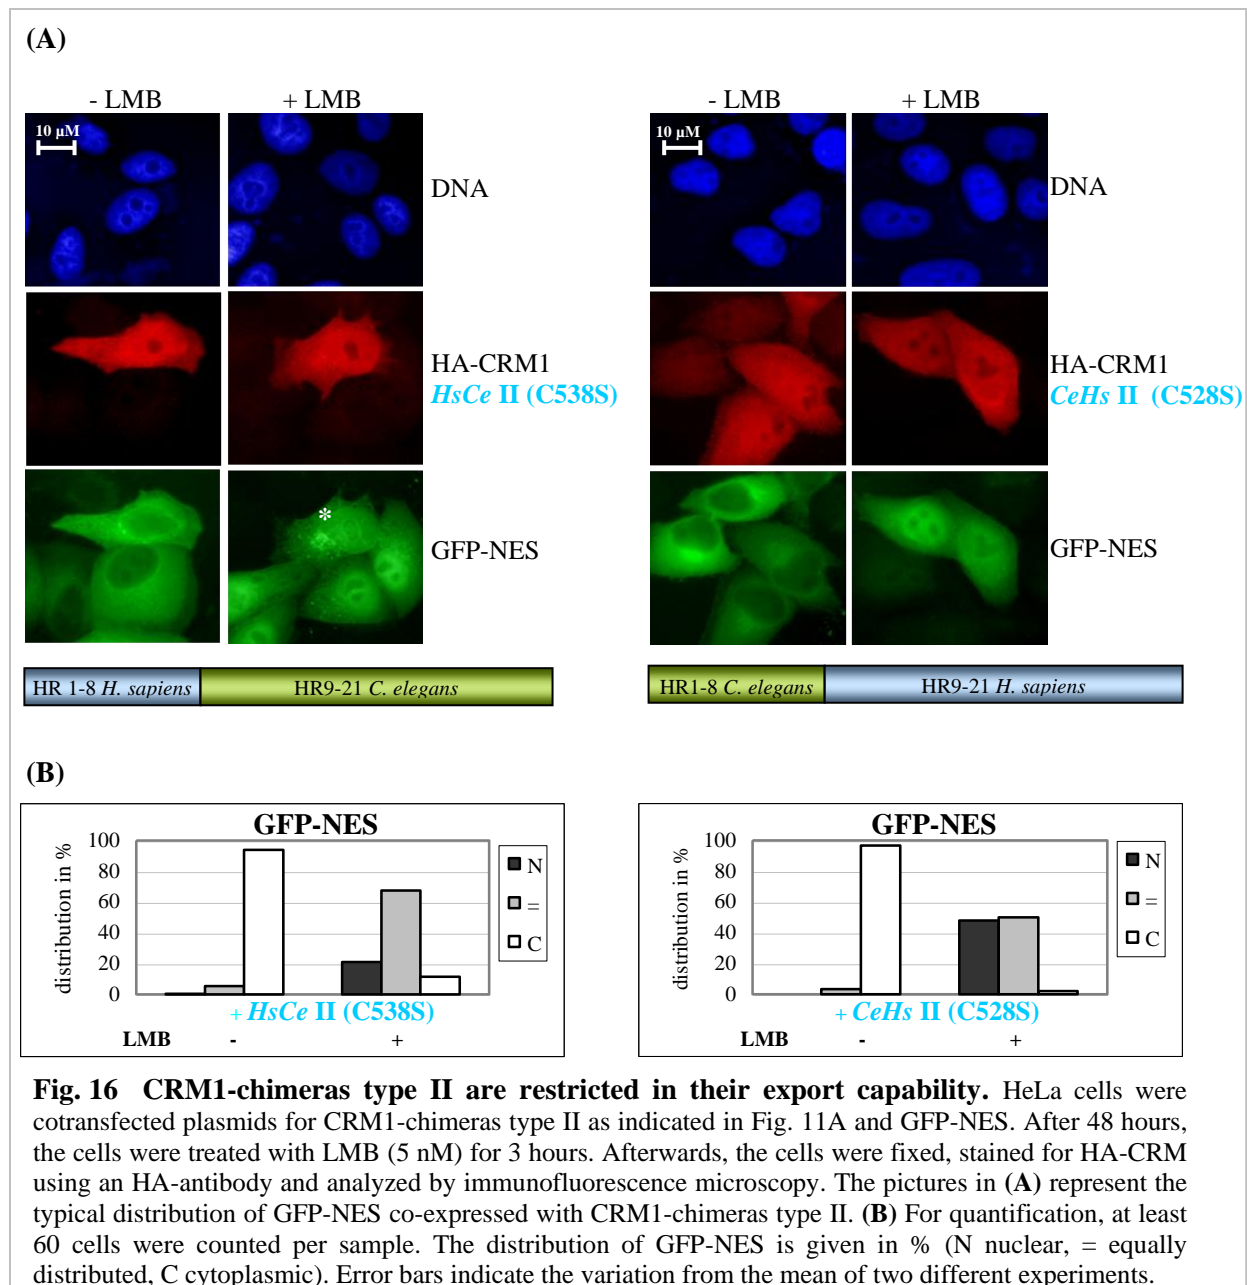 (A)
- LMB + LMB - LMB + LMB
10 µM 10 µM
DNA DNA
HA-CRM1 HA-CRM1
HsCe II (C538S) CeHs II (C528S)
*
GFP-NES GFP-NES
HR 1-8 H. sapiens HR9-21 C. elegans HR1-8 C. elegans HR9-21 H. sapiens
(B)
GFP-NES
distribution in %
100
80
60
40
20
0
N
=
C
+ HsCe II (C538S)
LMB - +
GFP-NES
distribution in %
100
80
60
40
20
0
N
=
C
+ CeHs II (C528S)
LMB - +
Fig. 16 CRM1-chimeras type II are restricted in their export capability. HeLa cells were
cotransfected plasmids for CRM1-chimeras type II as indicated in Fig. 11A and GFP-NES. After 48 hours,
the cells were treated with LMB (5 nM) for 3 hours. Afterwards, the cells were fixed, stained for HA-CRM
using an HA-antibody and analyzed by immunofluorescence microscopy. The pictures in (A) represent the
typical distribution of GFP-NES co-expressed with CRM1-chimeras type II. (B) For quantification, at least
60 cells were counted per sample. The distribution of GFP-NES is given in % (N nuclear, = equally
distributed, C cytoplasmic). Error bars indicate the variation from the mean of two different experiments.